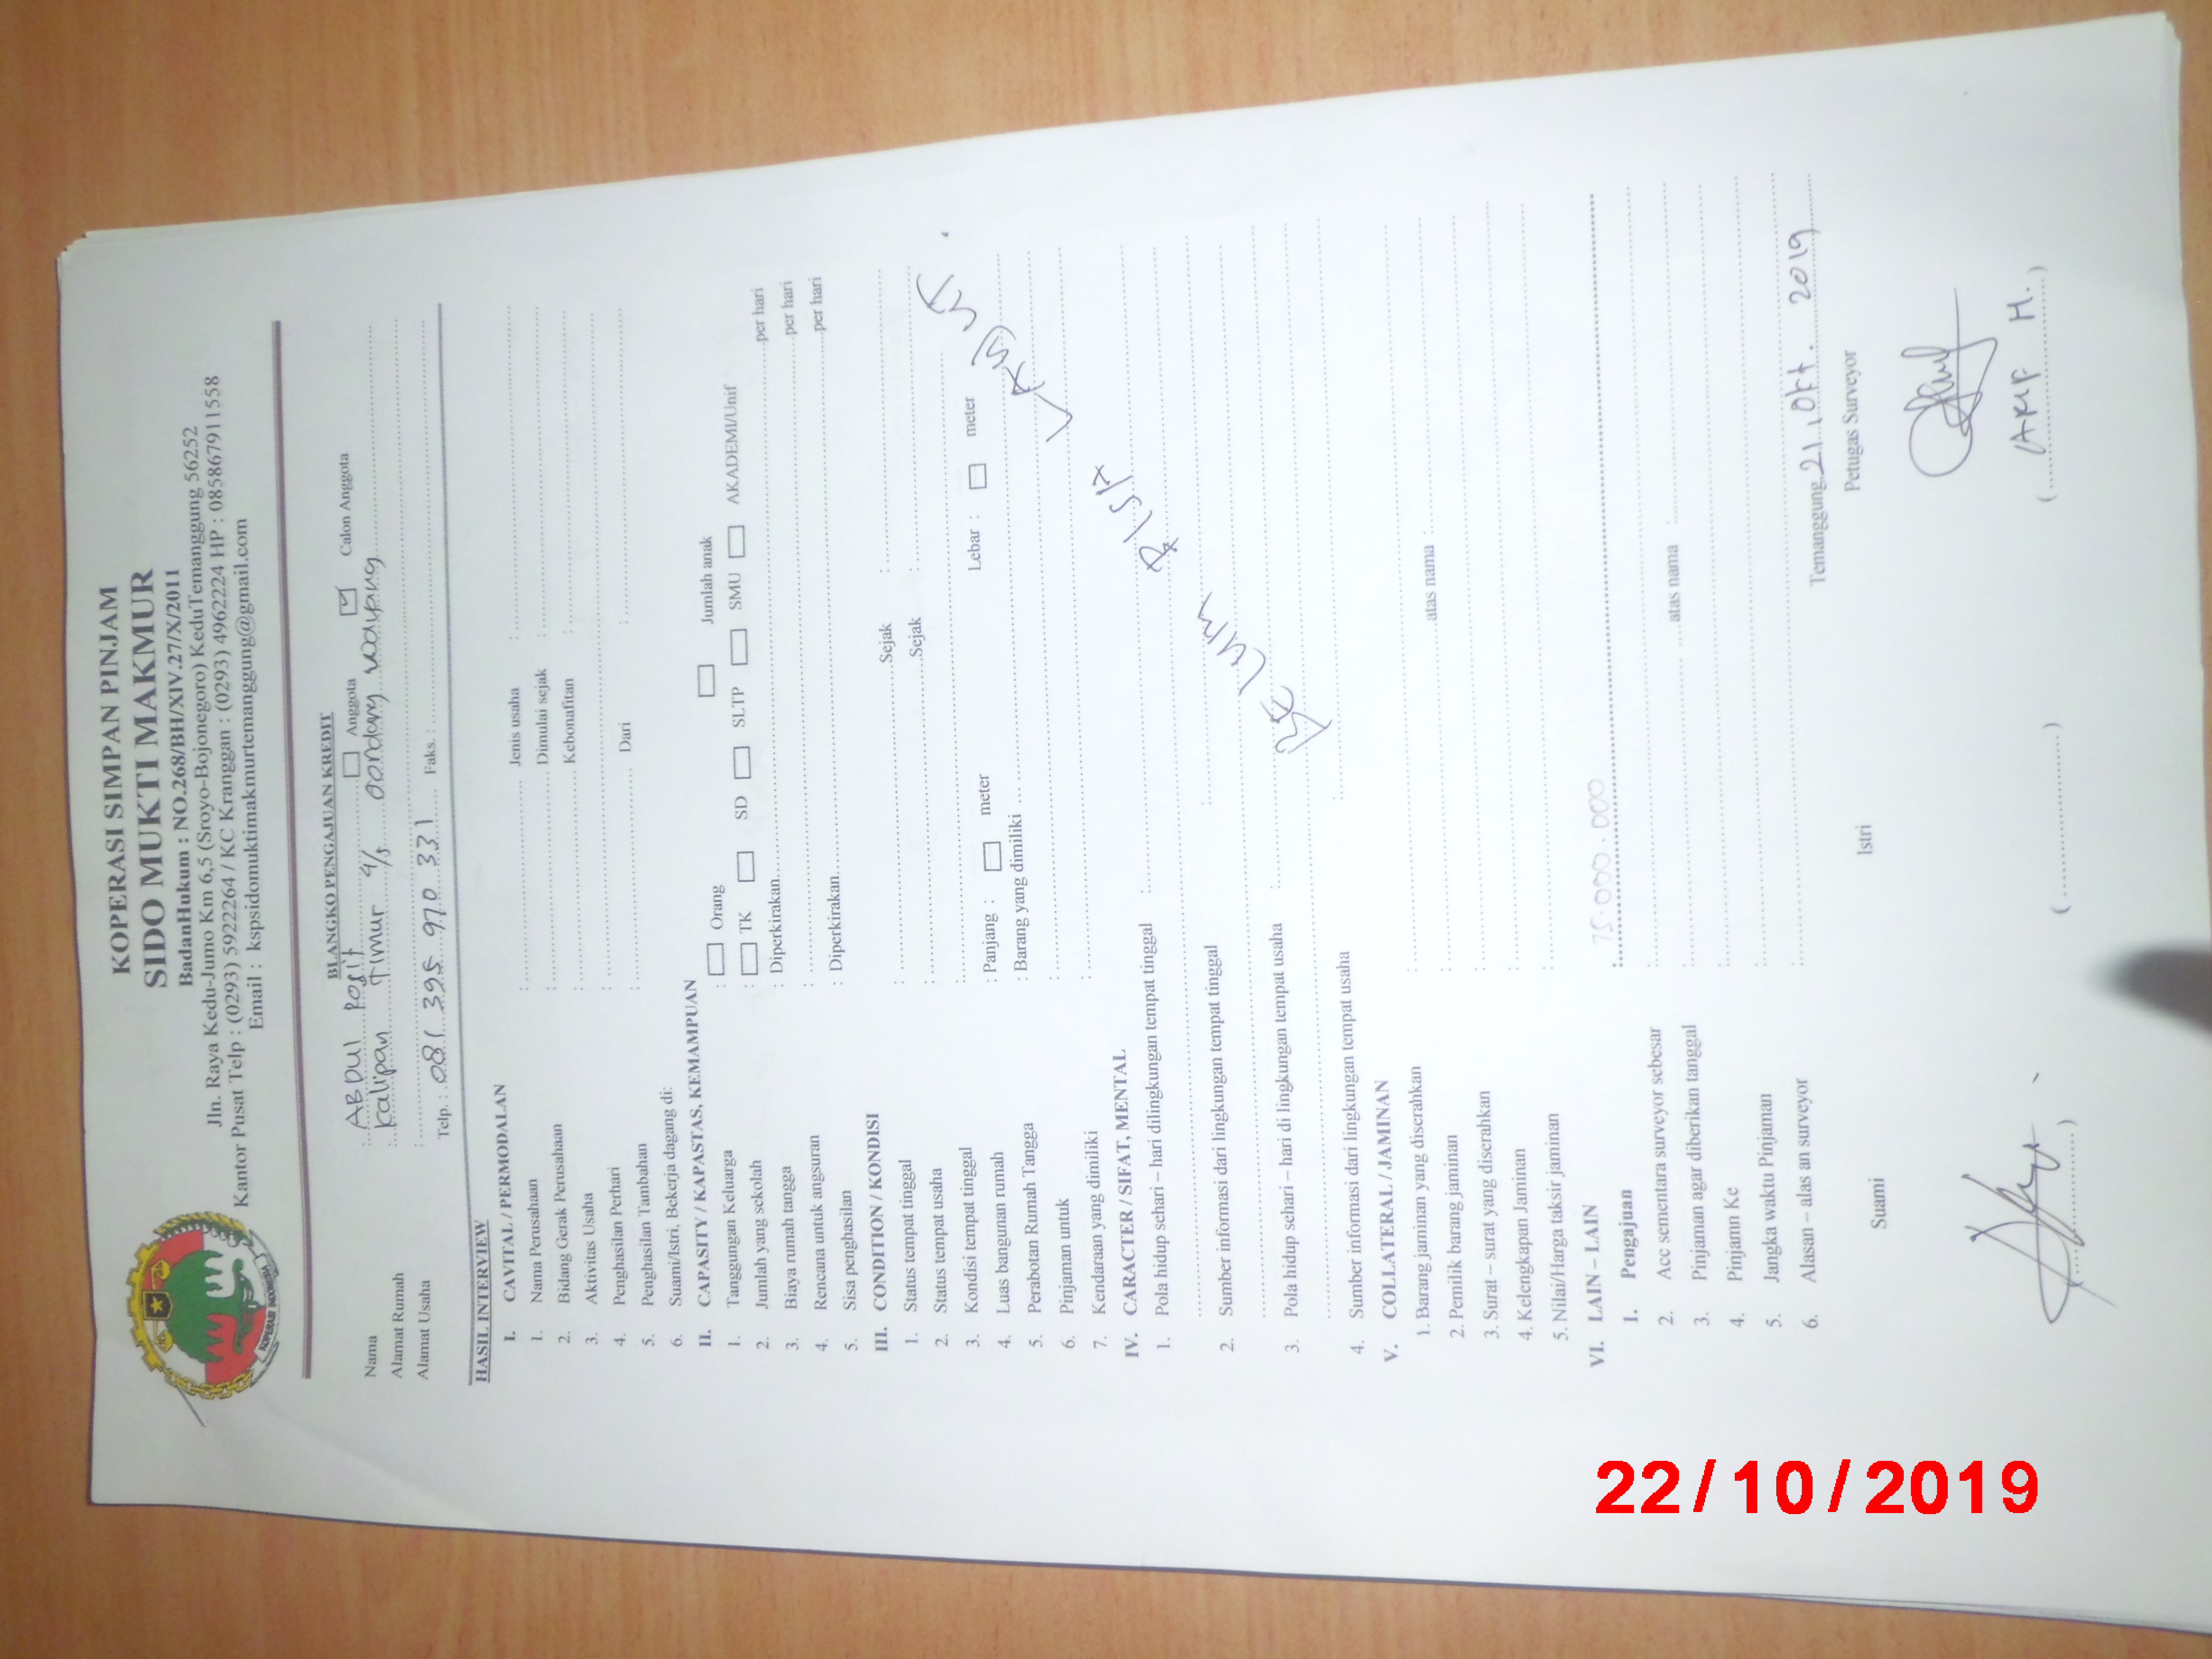 KOPERASI SIMPAN PINJAM
SIDO MUKTI MAKMUR
BadanHukum : NO.268/BH/XIV.27/X/2011
Jln. Raya Kedu-Jumo Km 6,5 (Sroyo-Bojonegoro) KeduTemanggung 56252
Kantor Pusat Telp : (0293) 5922264 / KC Kranggan : (0293) 4962224 HP : 085867911558
Email : kspsidomuktimakmurtemanggung@gmail.com
KOPERASI INDONESIA
BLANGKO PENGAJUAN KREDIT
Nama : ABDUL Rosit Anggota Calon Anggota
Alamat Rumah : Kalipan Timur 4/5
Alamat Usaha :
Telp. : 081 395 970 331 Faks. :
HASIL INTERVIEW
I. CAVITAL / PERMODALAN
1. Nama Perusahaan : Jenis usaha :
2. Bidang Gerak Perusahaan : Dimulai sejak :
3. Aktivitas Usaha : Kebonafitan :
4. Penghasilan Perhari :
5. Penghasilan Tambahan : Dari :
6. Suami/Istri, Bekerja dagang di:
II. CAPASITY / KAPASTAS, KEMAMPUAN
1. Tanggungan Keluarga : Orang Jumlah anak
2. Jumlah yang sekolah : TK SD SLTP SMU AKADEMI/Unif
3. Biaya rumah tangga : Diperkirakan per hari
4. Rencana untuk angsuran : per hari
5. Sisa penghasilan : Diperkirakan per hari
III. CONDITION / KONDISI
1. Status tempat tinggal : Sejak :
2. Status tempat usaha : Sejak :
3. Kondisi tempat tinggal :
4. Luas bangunan rumah : Panjang : meter Lebar : meter
5. Perabotan Rumah Tangga : Barang yang dimiliki
6. Pinjaman untuk :
7. Kendaraan yang dimiliki :
IV. CARACTER / SIFAT, MENTAL
1. Pola hidup sehari – hari dilingkungan tempat tinggal :
2. Sumber informasi dari lingkungan tempat tinggal :
3. Pola hidup sehari – hari di lingkungan tempat usaha :
4. Sumber informasi dari lingkungan tempat usaha :
V. COLLATERAL / JAMINAN
1. Barang jaminan yang diserahkan : atas nama :
2. Pemilik barang jaminan :
3. Surat – surat yang diserahkan :
4. Kelengkapan Jaminan :
5. Nilai/Harga taksir jaminan :
VI. LAIN – LAIN
1. Pengajuan : 75.000.000
2. Acc sementara surveyor sebesar : atas nama :
3. Pinjaman agar diberikan tanggal :
4. Pinjamn Ke :
5. Jangka waktu Pinjaman :
6. Alasan – alas an surveyor :
Temanggung 21, Okt. 2019
Suami Istri Petugas Surveyor
(ARIF H.)
22/10/2019